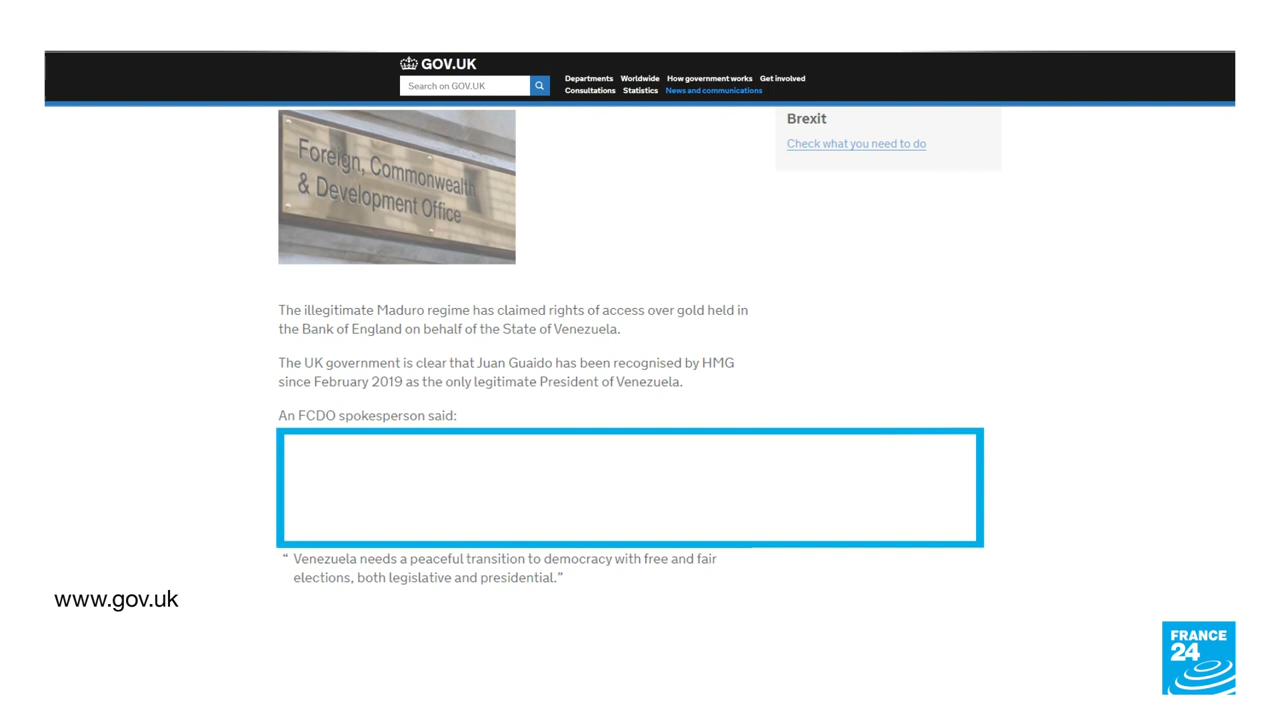 GOV.UK
Search on GOV.UK
Departments Worldwide How government works Get involved
Consultations Statistics News and communications
Brexit
Check what you need to do
Foreign, Commonwealth
& Development Office
The illegitimate Maduro regime has claimed rights of access over gold held in
the Bank of England on behalf of the State of Venezuela.
The UK government is clear that Juan Guaido has been recognised by HMG
since February 2019 as the only legitimate President of Venezuela.
An FCDO spokesperson said:
“ Venezuela needs a peaceful transition to democracy with free and fair
elections, both legislative and presidential.”
www.gov.uk
FRANCE
24